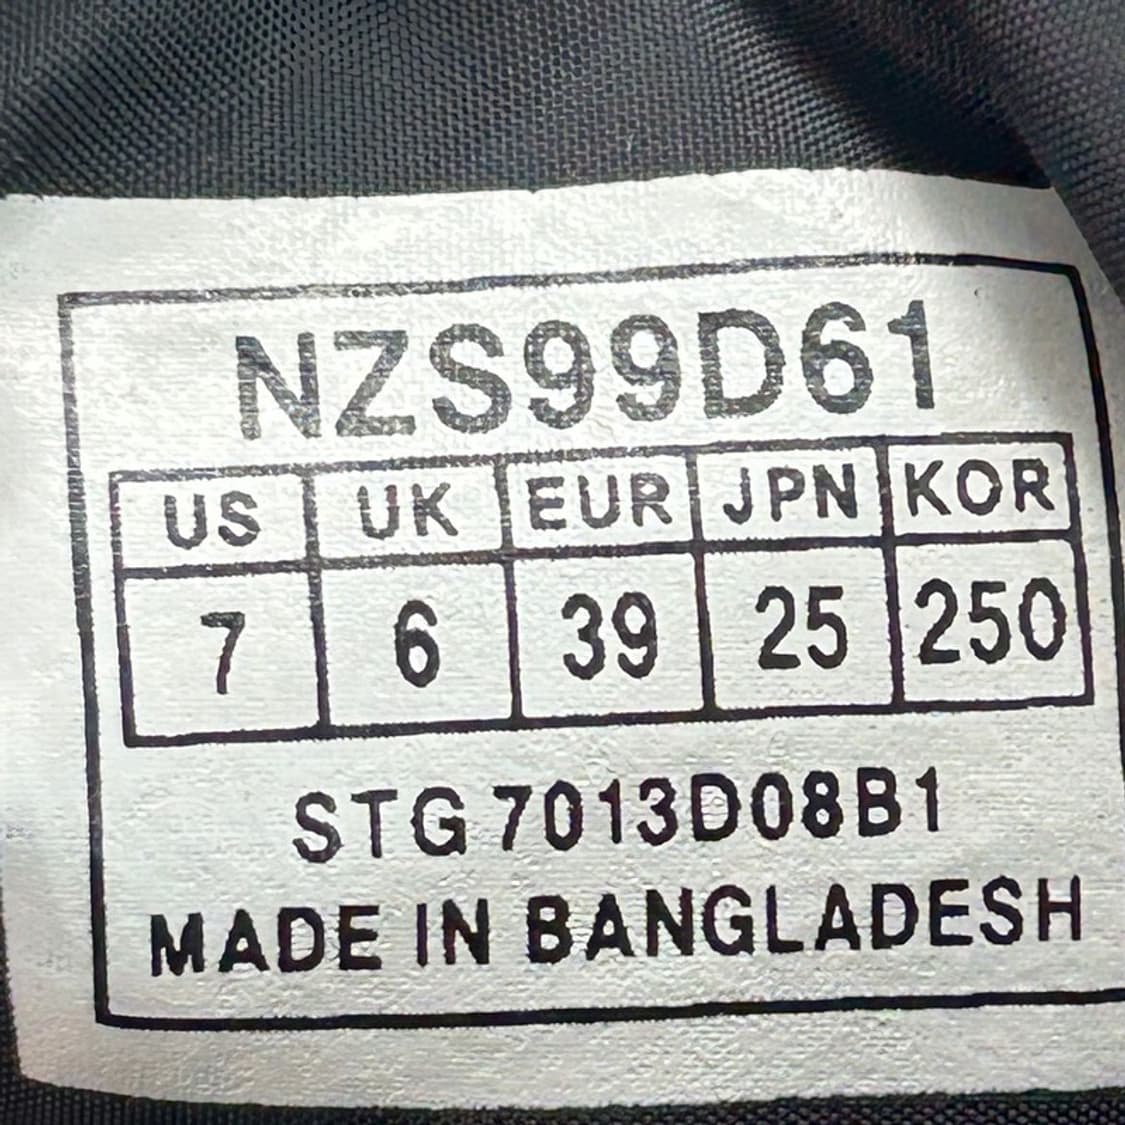 NZS99D61
US UK EUR JPN KOR
7 6 39 25 250
STG 7013D08B1
MADE IN BANGLADESH